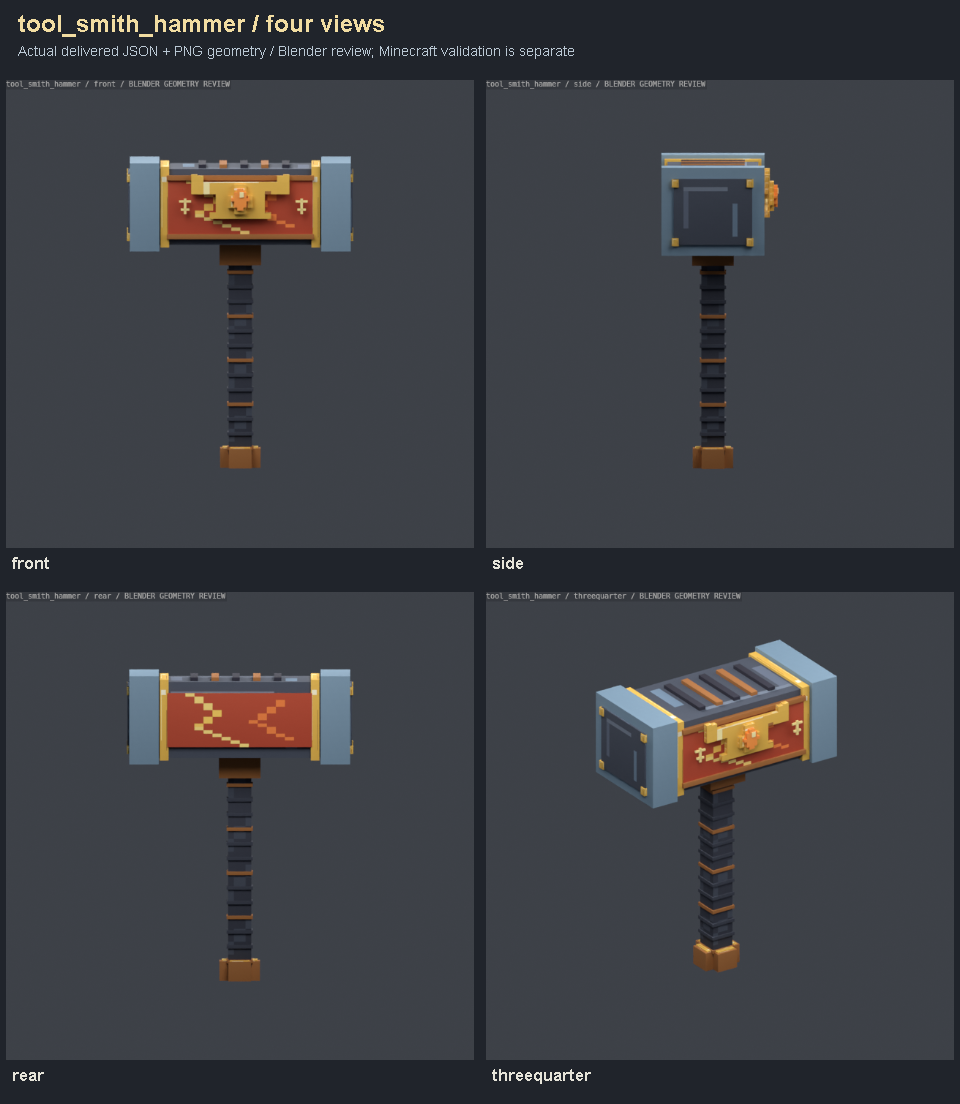 tool_smith_hammer / four views
Actual delivered JSON + PNG geometry / Blender review; Minecraft validation is separate
tool_smith_hammer / front / BLENDER GEOMETRY REVIEW
tool_smith_hammer / side / BLENDER GEOMETRY REVIEW
front
side
tool_smith_hammer / rear / BLENDER GEOMETRY REVIEW
tool_smith_hammer / threequarter / BLENDER GEOMETRY REVIEW
rear
threequarter